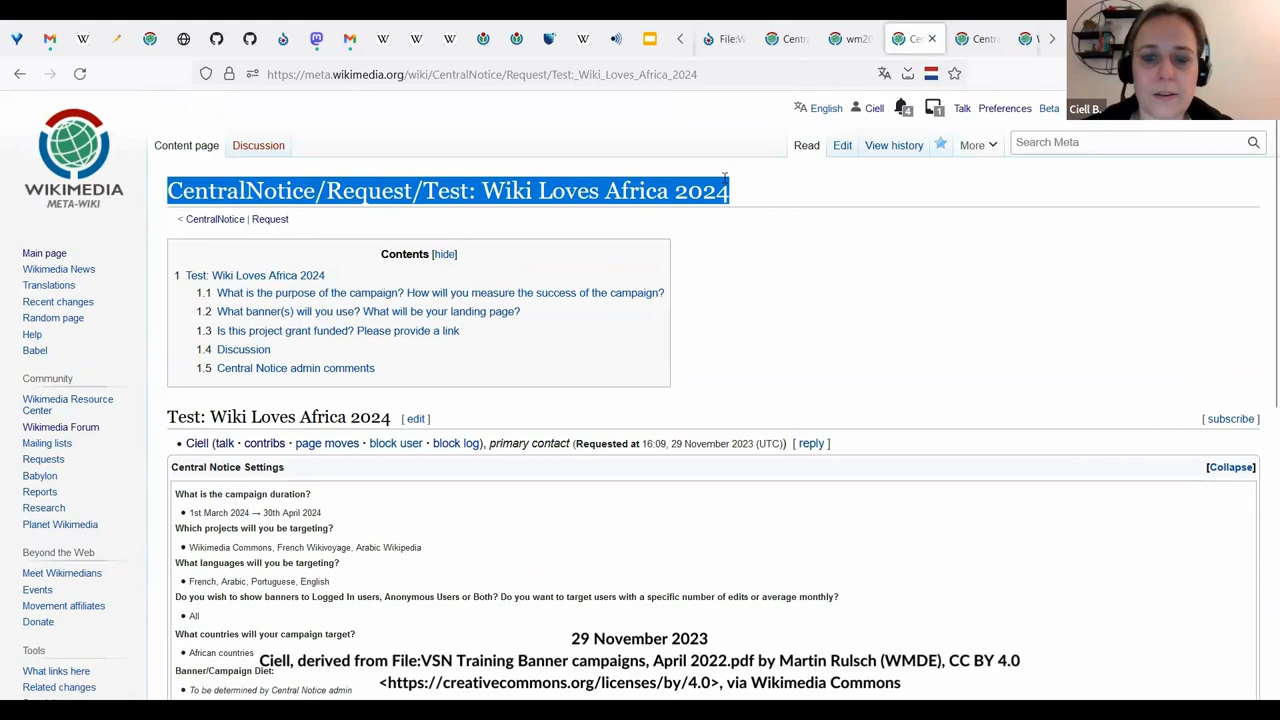 File:V
Centra
wm20
Ce
Centra
W
https://meta.wikimedia.org/wiki/CentralNotice/Request/Test:_Wiki_Loves_Africa_2024
Ciell B.
English
Ciell
4
1
Talk
Preferences
Beta
Content page
Discussion
Read
Edit
View history
More
Search Meta
WIKIMEDIA
META-WIKI
CentralNotice/Request/Test: Wiki Loves Africa 2024
< CentralNotice | Request
Main page
Wikimedia News
Translations
Recent changes
Random page
Help
Babel
Community
Wikimedia Resource
Center
Wikimedia Forum
Mailing lists
Requests
Babylon
Reports
Research
Planet Wikimedia
Beyond the Web
Meet Wikimedians
Events
Movement affiliates
Donate
Tools
What links here
Related changes
Contents [hide]
1 Test: Wiki Loves Africa 2024
1.1 What is the purpose of the campaign? How will you measure the success of the campaign?
1.2 What banner(s) will you use? What will be your landing page?
1.3 Is this project grant funded? Please provide a link
1.4 Discussion
1.5 Central Notice admin comments
Test: Wiki Loves Africa 2024 [ edit ]
[ subscribe ]
• Ciell (talk · contribs · page moves · block user · block log), primary contact (Requested at 16:09, 29 November 2023 (UTC)) [ reply ]
Central Notice Settings
[Collapse]
What is the campaign duration?
• 1st March 2024 → 30th April 2024
Which projects will you be targeting?
• Wikimedia Commons, French Wikivoyage, Arabic Wikipedia
What languages will you be targeting?
• French, Arabic, Portuguese, English
Do you wish to show banners to Logged In users, Anonymous Users or Both? Do you want to target users with a specific number of edits or average monthly?
• All
What countries will your campaign target?
• African countries
Banner/Campaign Diet:
• To be determined by Central Notice admin
29 November 2023
Ciell, derived from File:VSN Training Banner campaigns, April 2022.pdf by Martin Rulsch (WMDE), CC BY 4.0
<https://creativecommons.org/licenses/by/4.0>, via Wikimedia Commons